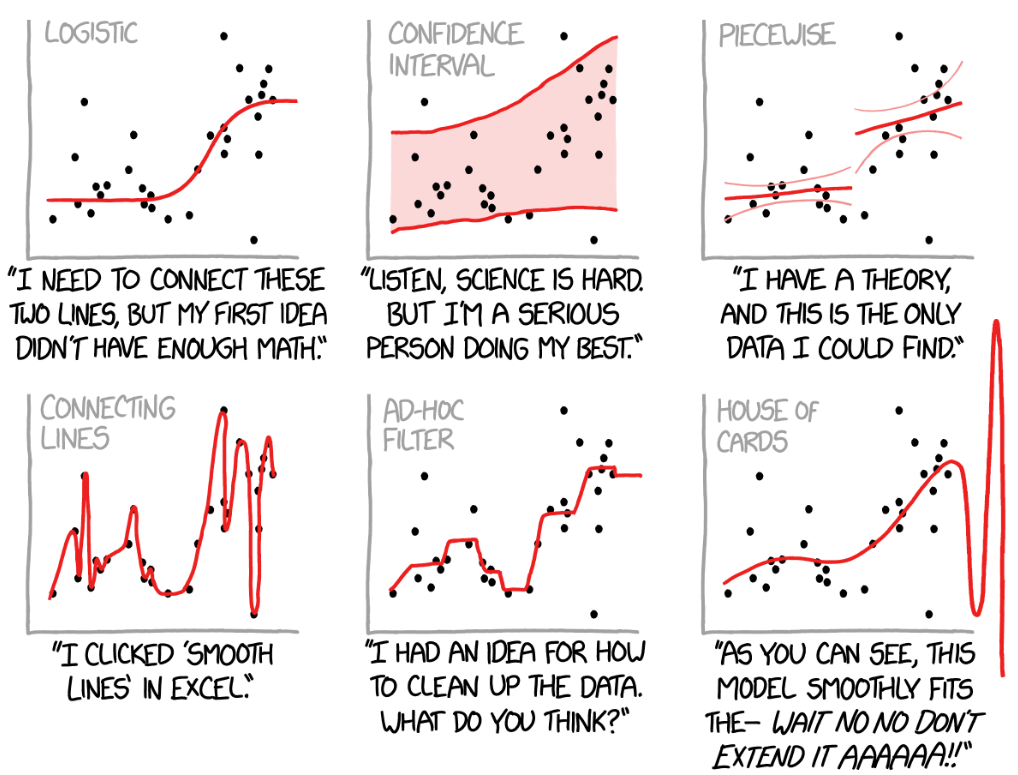 LOGISTIC
"I NEED TO CONNECT THESE
TWO LINES, BUT MY FIRST IDEA
DIDN'T HAVE ENOUGH MATH."
CONFIDENCE
INTERVAL
"LISTEN, SCIENCE IS HARD.
BUT I'M A SERIOUS
PERSON DOING MY BEST."
PIECEWISE
"I HAVE A THEORY,
AND THIS IS THE ONLY
DATA I COULD FIND."
CONNECTING
LINES
"I CLICKED 'SMOOTH
LINES' IN EXCEL."
AD-HOC
FILTER
"I HAD AN IDEA FOR HOW
TO CLEAN UP THE DATA.
WHAT DO YOU THINK?"
HOUSE OF
CARDS
"AS YOU CAN SEE, THIS
MODEL SMOOTHLY FITS
THE— WAIT NO NO DON'T
EXTEND IT AAAAAA!!"